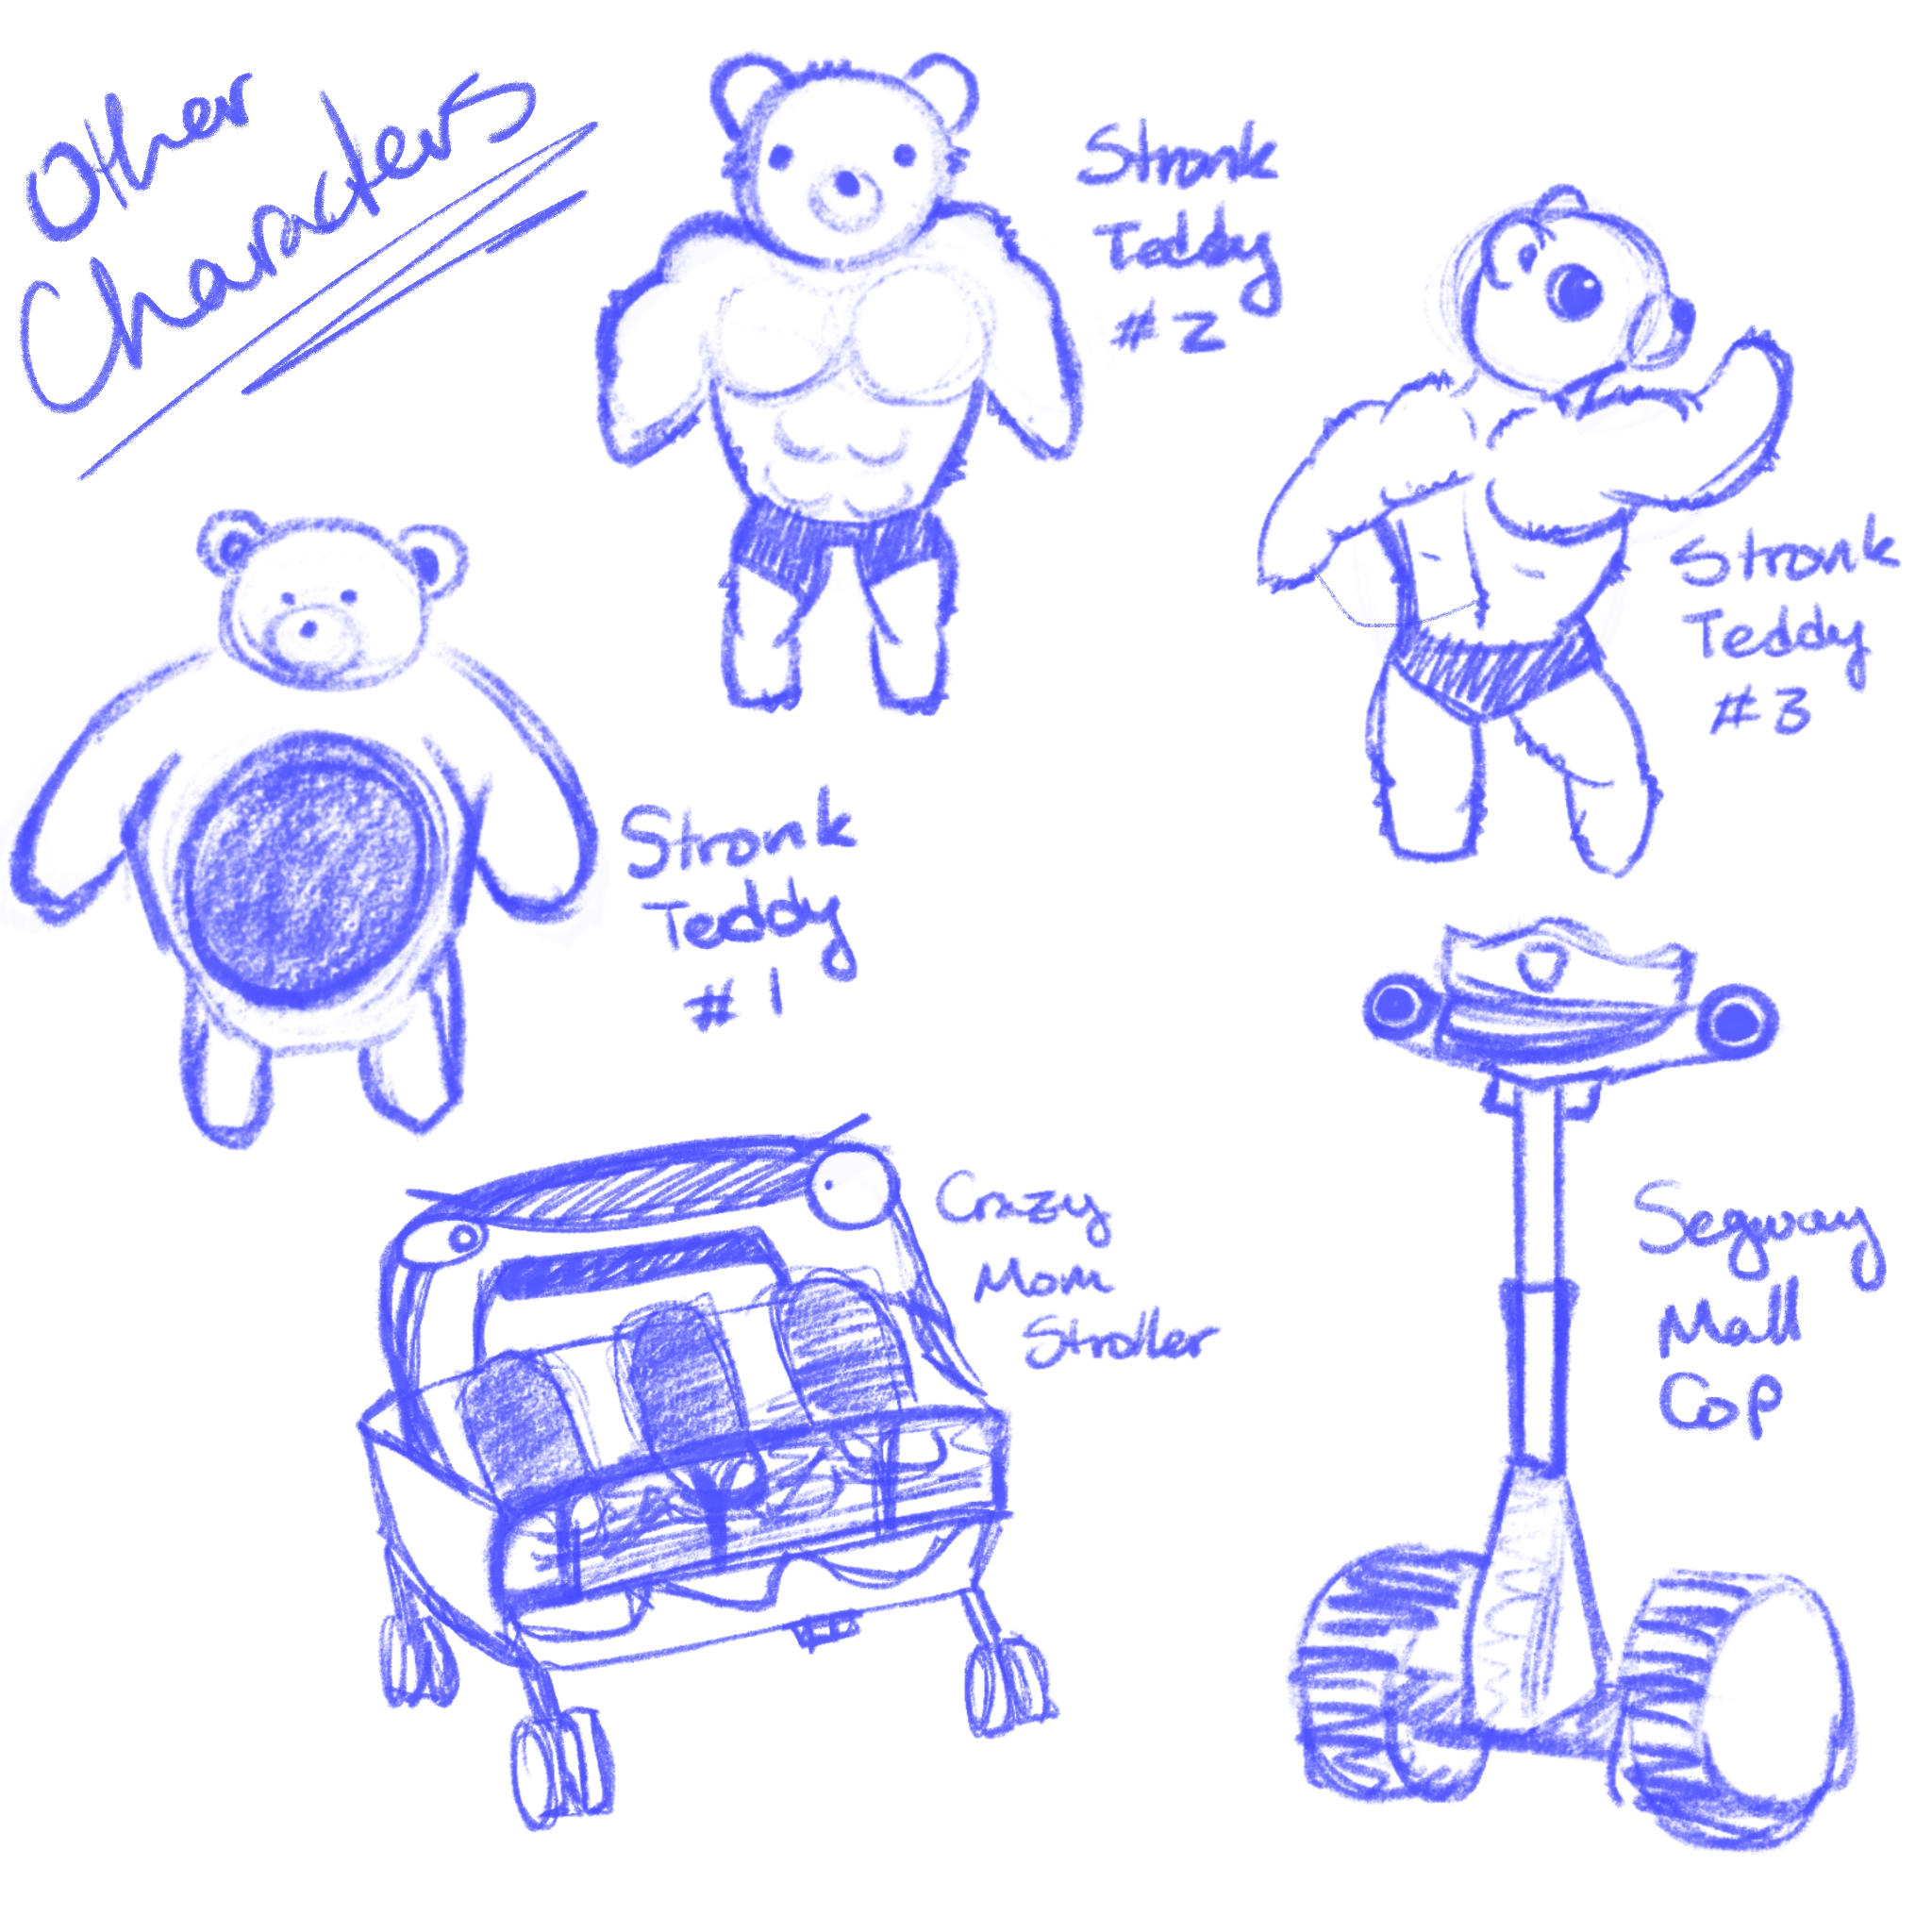 Other
Characters
Stronk
Teddy
#2
Stronk
Teddy
#3
Stronk
Teddy
#1
Crazy
Mom
Stroller
Segway
Mall
Cop